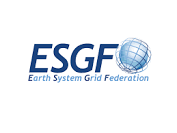 ESGF
Earth System Grid Federation